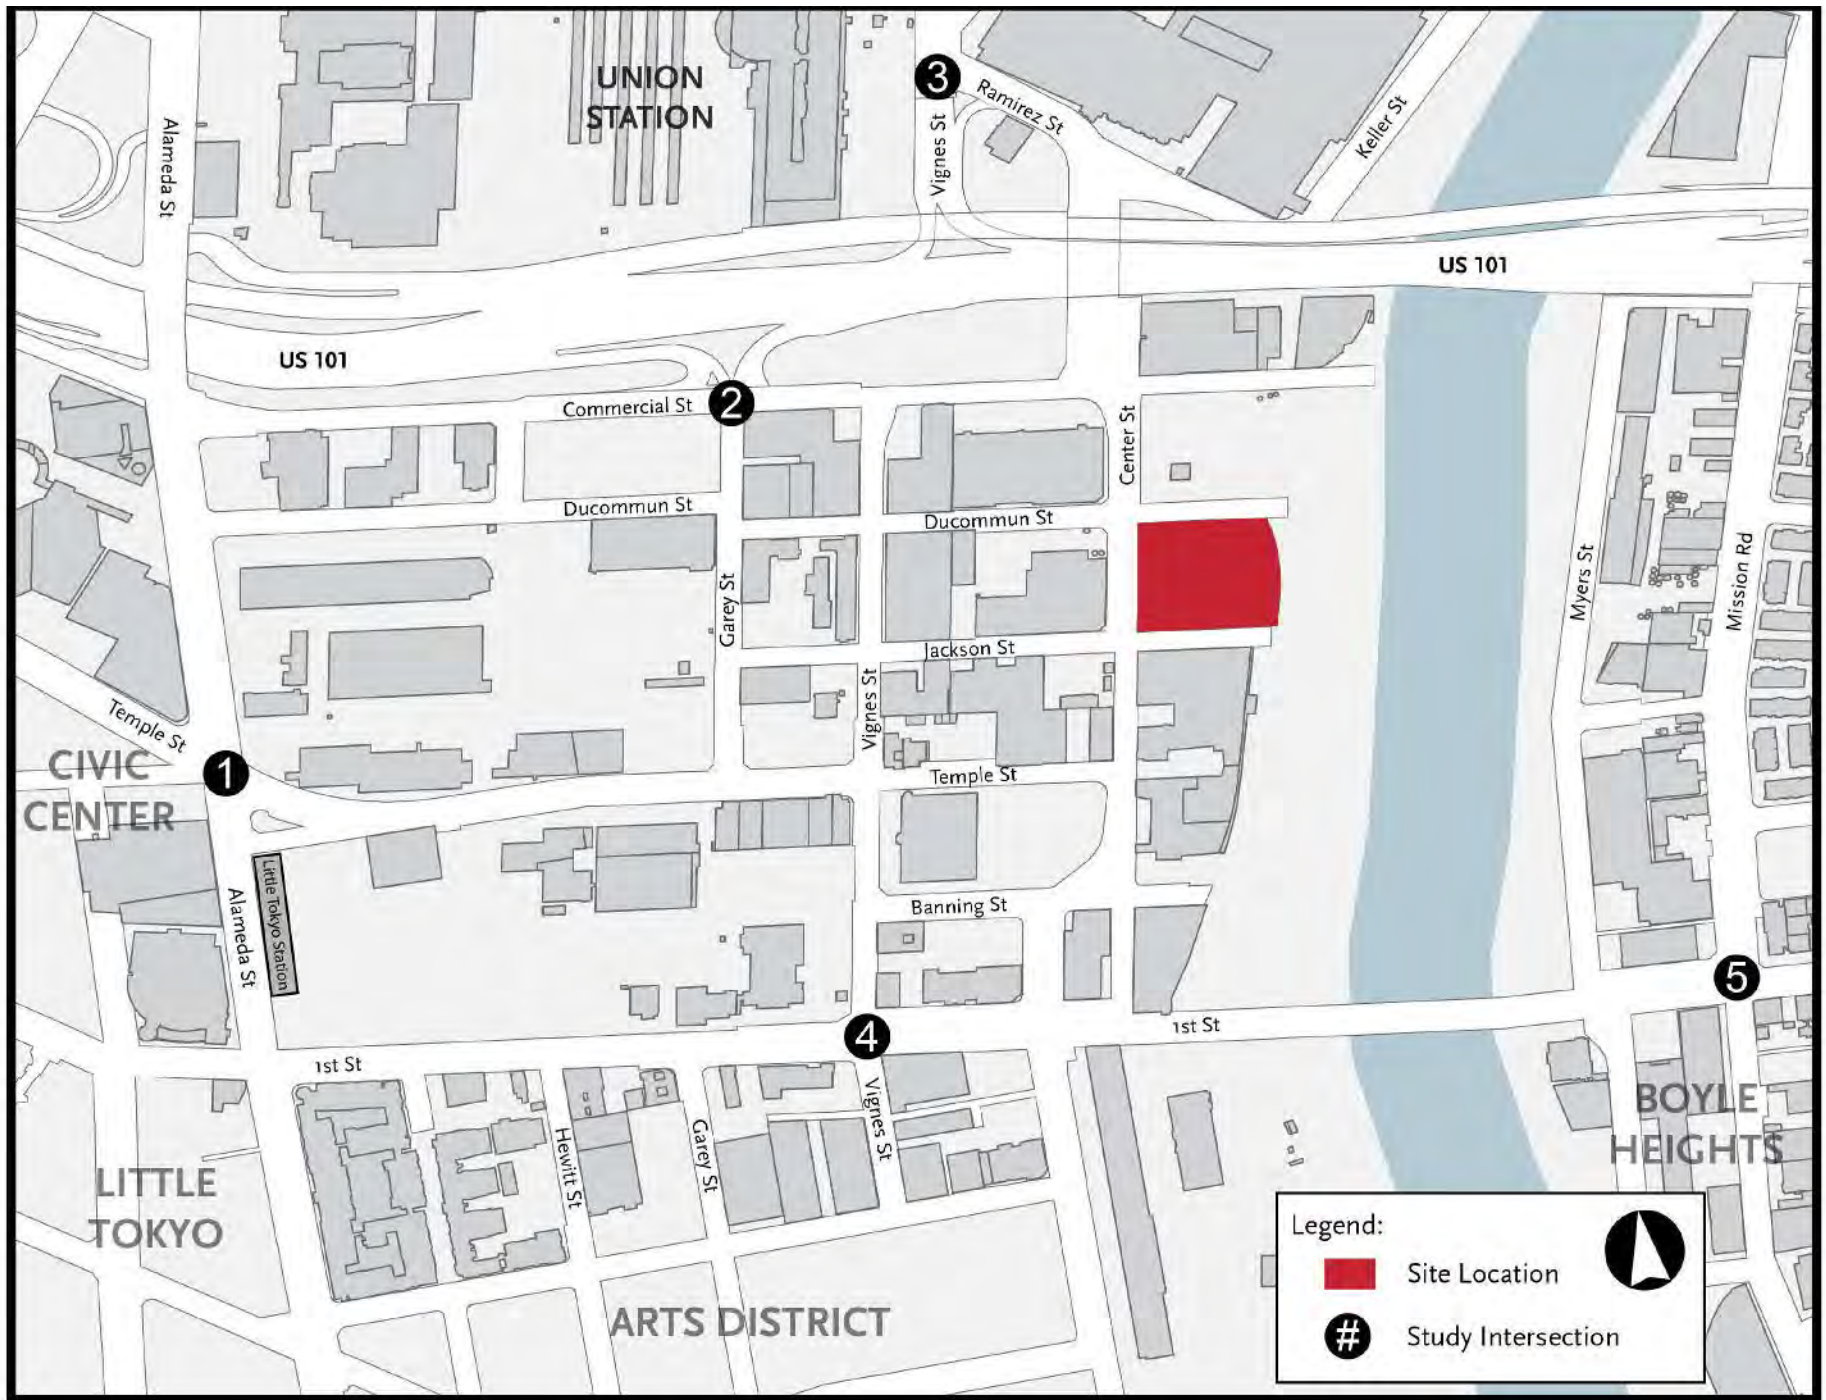 UNION
STATION
3
Ramirez St
Keller St
Vignes St
Alameda St
US 101
US 101
Commercial St
2
Center St
Ducommun St
Ducommun St
Garey St
Myers St
Mission Rd
Jackson St
Vignes St
Temple St
CIVIC
CENTER
1
Temple St
Little Tokyo Station
Alameda St
Banning St
5
4
1st St
1st St
Vignes St
Hewitt St
Garey St
BOYLE
HEIGHTS
LITTLE
TOKYO
ARTS DISTRICT
Legend:
Site Location
# Study Intersection